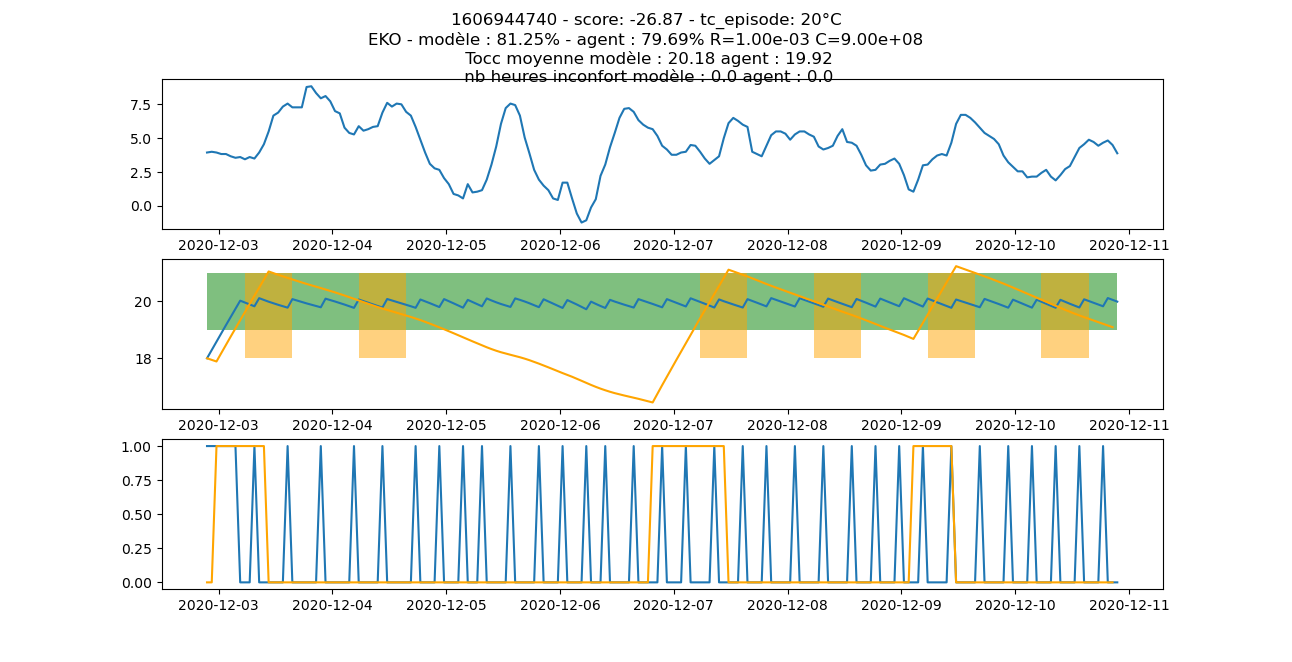 1606944740 - score: -26.87 - tc_episode: 20°C
EKO - modèle : 81.25% - agent : 79.69% R=1.00e-03 C=9.00e+08
Tocc moyenne modèle : 20.18 agent : 19.92
nb heures inconfort modèle : 0.0 agent : 0.0
7.5
5.0
2.5
0.0
2020-12-03 2020-12-04 2020-12-05 2020-12-06 2020-12-07 2020-12-08 2020-12-09 2020-12-10 2020-12-11
20
18
2020-12-03 2020-12-04 2020-12-05 2020-12-06 2020-12-07 2020-12-08 2020-12-09 2020-12-10 2020-12-11
1.00
0.75
0.50
0.25
0.00
2020-12-03 2020-12-04 2020-12-05 2020-12-06 2020-12-07 2020-12-08 2020-12-09 2020-12-10 2020-12-11